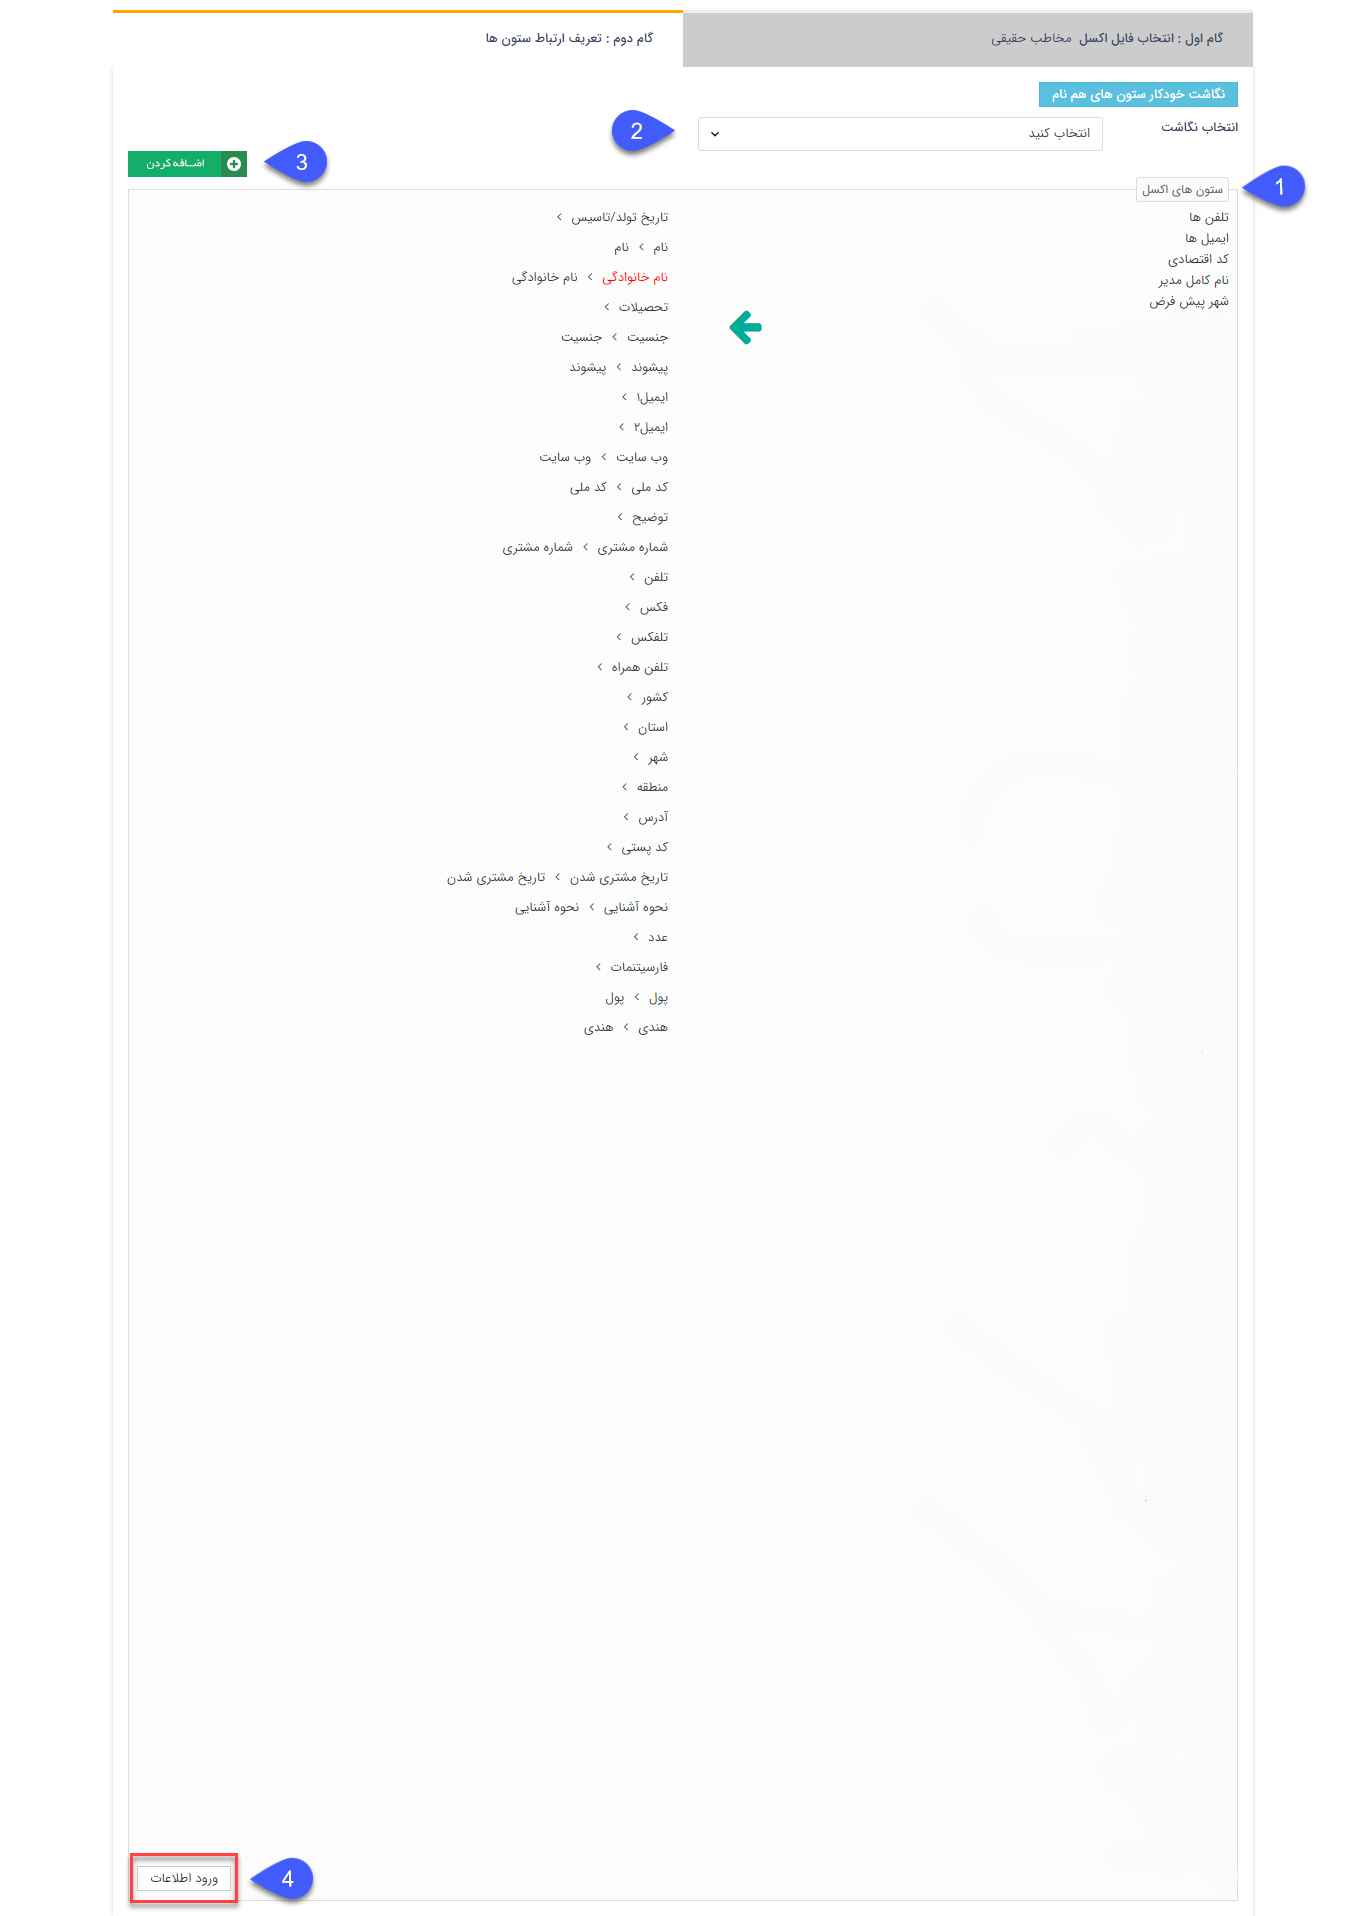 گام اول : انتخاب فایل اکسل مخاطب حقیقی
گام دوم : تعریف ارتباط ستون ها
نگاشت خودکار ستون های هم نام
انتخاب نگاشت
انتخاب کنید
2
3
اضافه کردن
1
ستون های اکسل
تلفن ها
ایمیل ها
کد اقتصادی
نام کامل مدیر
شهر پیش فرض
تاریخ تولد/تاسیس >
نام > نام
نام خانوادگی > نام خانوادگی
تحصیلات >
جنسیت > جنسیت
پیشوند > پیشوند
ایمیل۱ >
ایمیل۲ >
وب سایت > وب سایت
کد ملی > کد ملی
توضیح >
شماره مشتری > شماره مشتری
تلفن >
فکس >
تلفکس >
تلفن همراه >
کشور >
استان >
شهر >
منطقه >
آدرس >
کد پستی >
تاریخ مشتری شدن > تاریخ مشتری شدن
نحوه آشنایی > نحوه آشنایی
عدد >
فارسیتنمات >
پول > پول
هندی > هندی
4
ورود اطلاعات